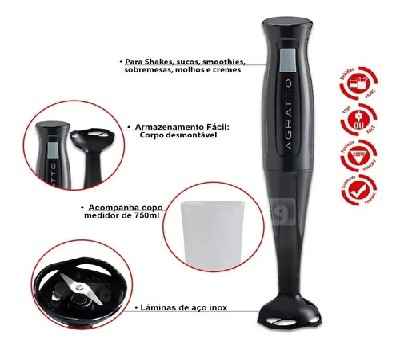 • Para Shakes, sucos, smoothies,
sobremesas, molhos e cremes
• Armazenamento Fácil:
Corpo desmontável
• Acompanha copo
medidor de 750ml
• Lâminas de aço inox
AGRATTO